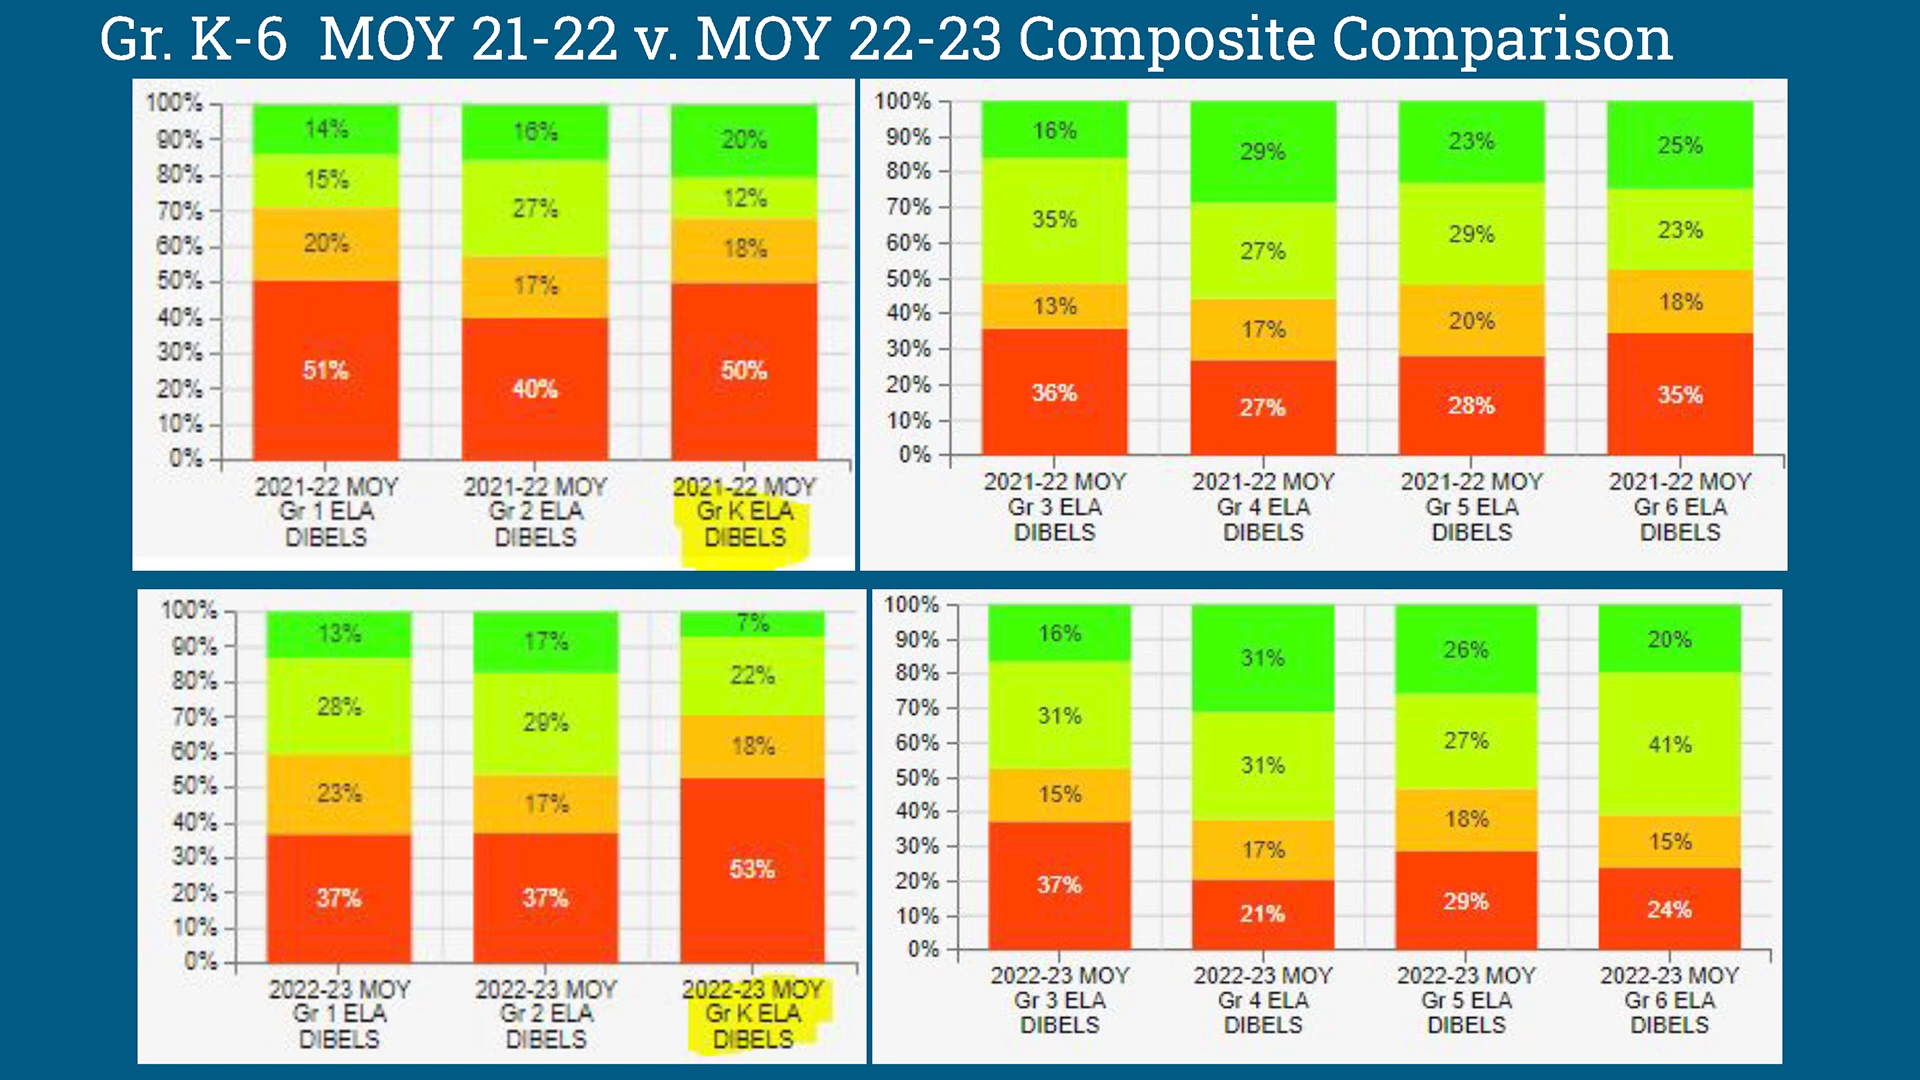 Gr. K-6 MOY 21-22 v. MOY 22-23 Composite Comparison
100%
90%
80%
70%
60%
50%
40%
30%
20%
10%
0%
14%
15%
20%
51%
16%
27%
17%
40%
20%
12%
18%
50%
2021-22 MOY
Gr 1 ELA
DIBELS
2021-22 MOY
Gr 2 ELA
DIBELS
2021-22 MOY
Gr K ELA
DIBELS
100%
90%
80%
70%
60%
50%
40%
30%
20%
10%
0%
16%
35%
13%
36%
29%
27%
17%
27%
23%
29%
20%
28%
25%
23%
18%
35%
2021-22 MOY
Gr 3 ELA
DIBELS
2021-22 MOY
Gr 4 ELA
DIBELS
2021-22 MOY
Gr 5 ELA
DIBELS
2021-22 MOY
Gr 6 ELA
DIBELS
100%
90%
80%
70%
60%
50%
40%
30%
20%
10%
0%
13%
28%
23%
37%
17%
29%
17%
37%
7%
22%
18%
53%
2022-23 MOY
Gr 1 ELA
DIBELS
2022-23 MOY
Gr 2 ELA
DIBELS
2022-23 MOY
Gr K ELA
DIBELS
100%
90%
80%
70%
60%
50%
40%
30%
20%
10%
0%
16%
31%
15%
37%
31%
31%
17%
21%
26%
27%
18%
29%
20%
41%
15%
24%
2022-23 MOY
Gr 3 ELA
DIBELS
2022-23 MOY
Gr 4 ELA
DIBELS
2022-23 MOY
Gr 5 ELA
DIBELS
2022-23 MOY
Gr 6 ELA
DIBELS